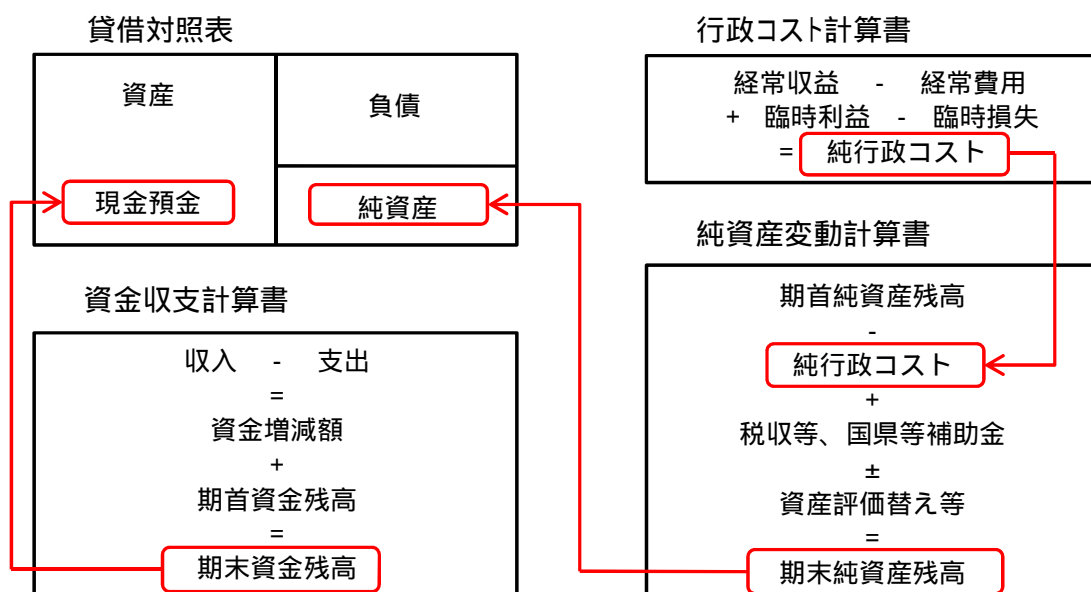 貸借対照表
資産
負債
現金預金
純資産
資金収支計算書
収入 - 支出
=
資金増減額
+
期首資金残高
=
期末資金残高
行政コスト計算書
経常収益 - 経常費用
+ 臨時利益 - 臨時損失
= 純行政コスト
純資産変動計算書
期首純資産残高
-
純行政コスト
+
税収等、国県等補助金
±
資産評価替え等
=
期末純資産残高